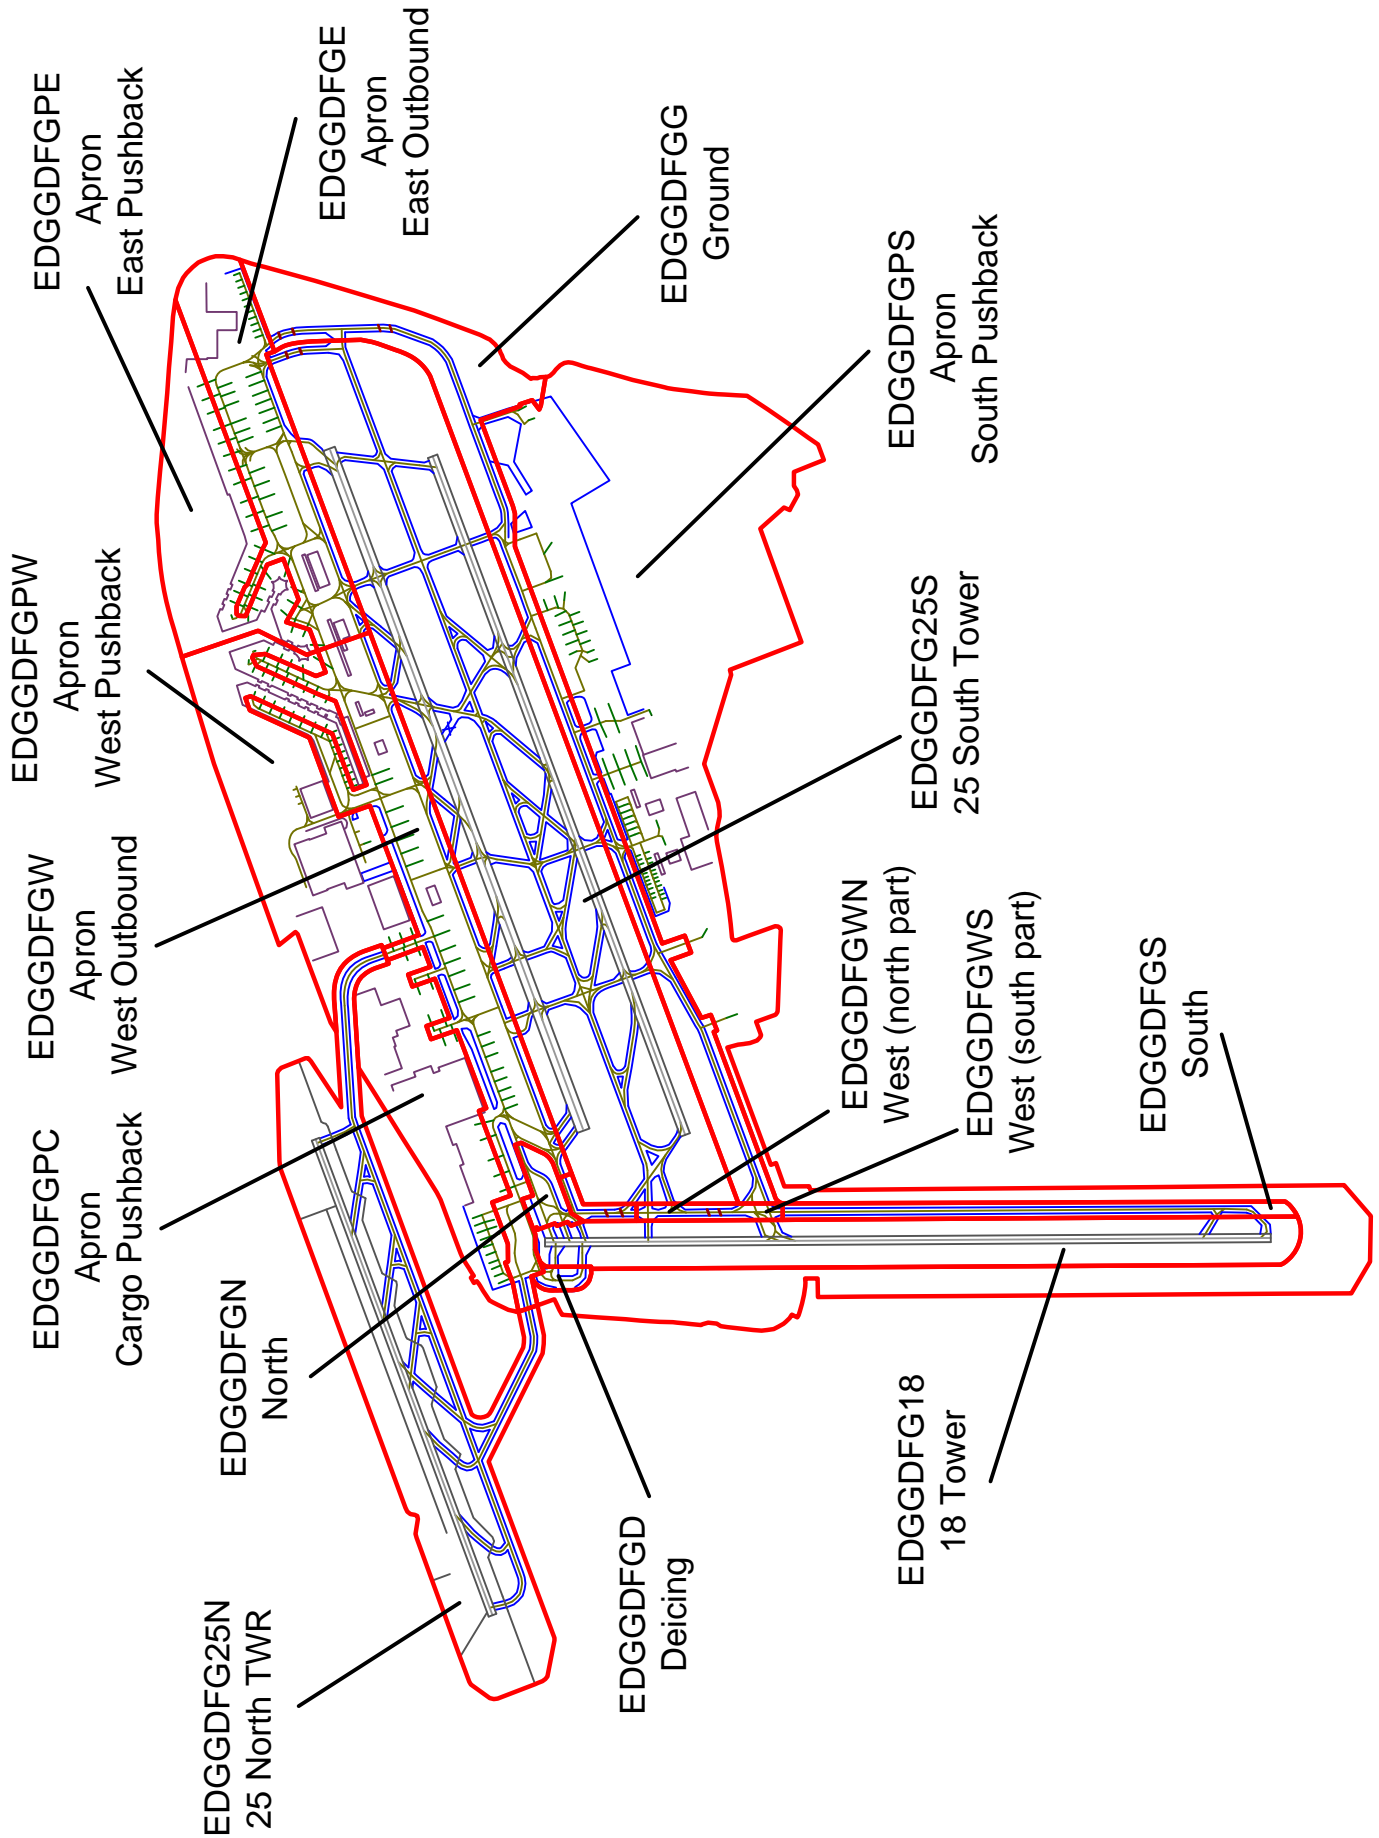 EDGGDFGPE
Apron
East Pushback
EDGGDFGE
Apron
East Outbound
EDGGDFGG
Ground
EDGGDFGPS
Apron
South Pushback
EDGGDFGPW
Apron
West Pushback
EDGGDFG25S
25 South Tower
EDGGDFGW
Apron
West Outbound
EDGGDFGWN
West (north part)
EDGGDFGWS
West (south part)
EDGGDFGS
South
EDGGDFGPC
Apron
Cargo Pushback
EDGGDFGN
North
EDGGDFG18
18 Tower
EDGGDFGD
Deicing
EDGGDFG25N
25 North TWR